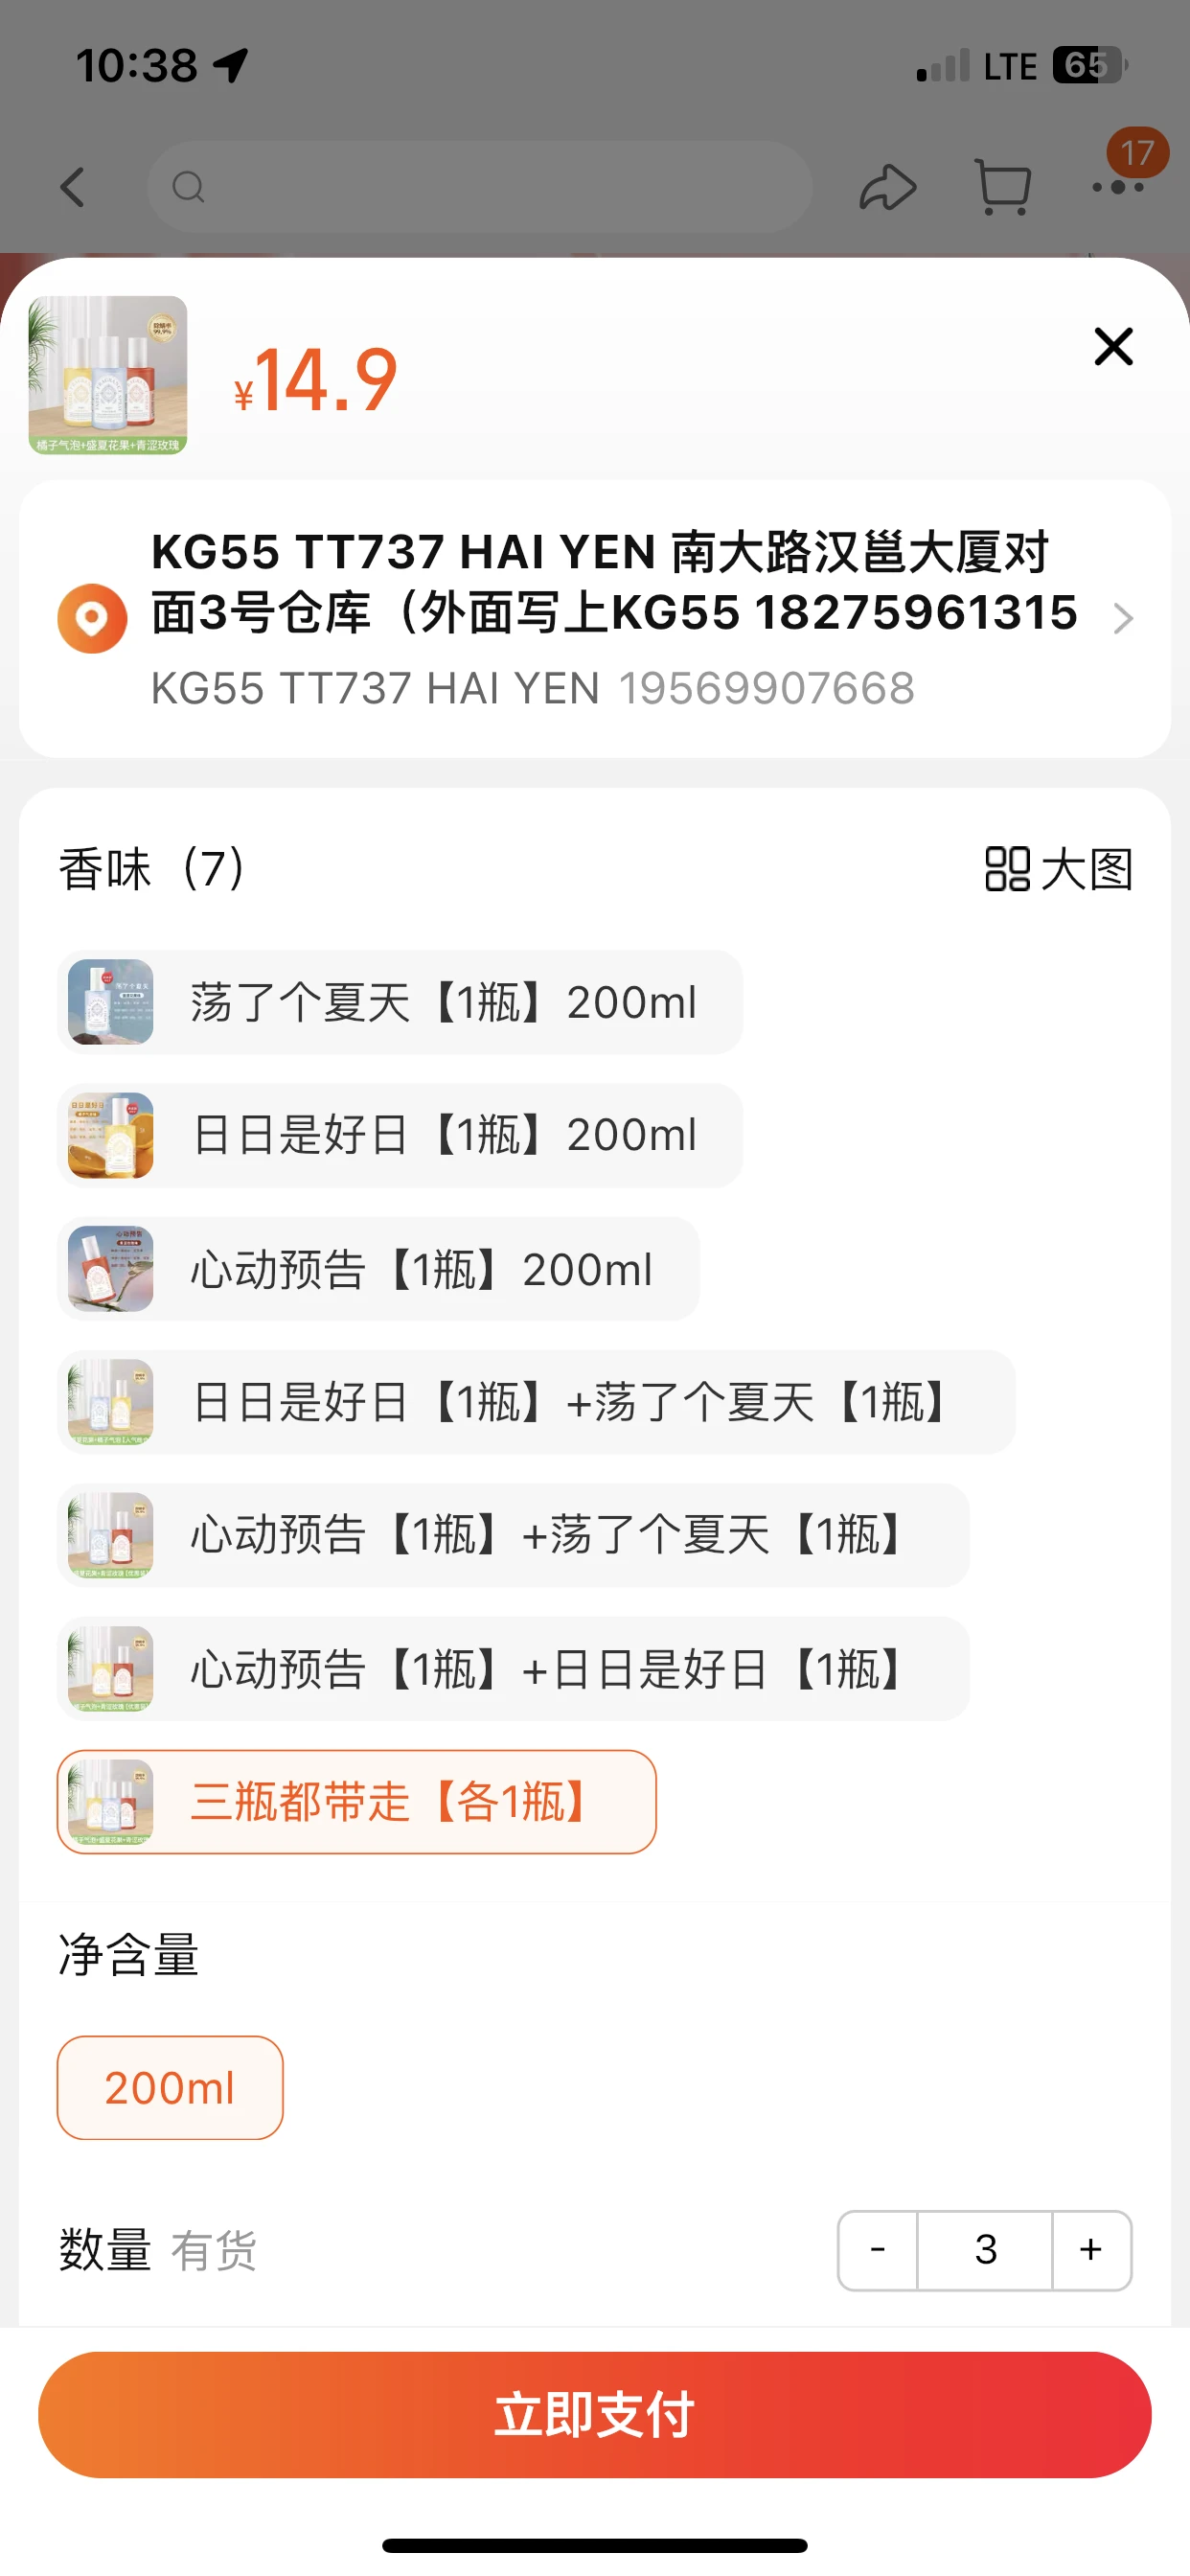 10:38
LTE 65
17
99.9%
橘子气泡+盛夏花果+青涩玫瑰
¥14.9
KG55 TT737 HAI YEN 南大路汉邕大厦对
面3号仓库（外面写上KG55 18275961315
KG55 TT737 HAI YEN 19569907668
香味（7）
大图
荡了个夏天【1瓶】200ml
日日是好日【1瓶】200ml
心动预告【1瓶】200ml
日日是好日【1瓶】+荡了个夏天【1瓶】
心动预告【1瓶】+荡了个夏天【1瓶】
心动预告【1瓶】+日日是好日【1瓶】
三瓶都带走【各1瓶】
净含量
200ml
数量 有货
- 3 +
立即支付